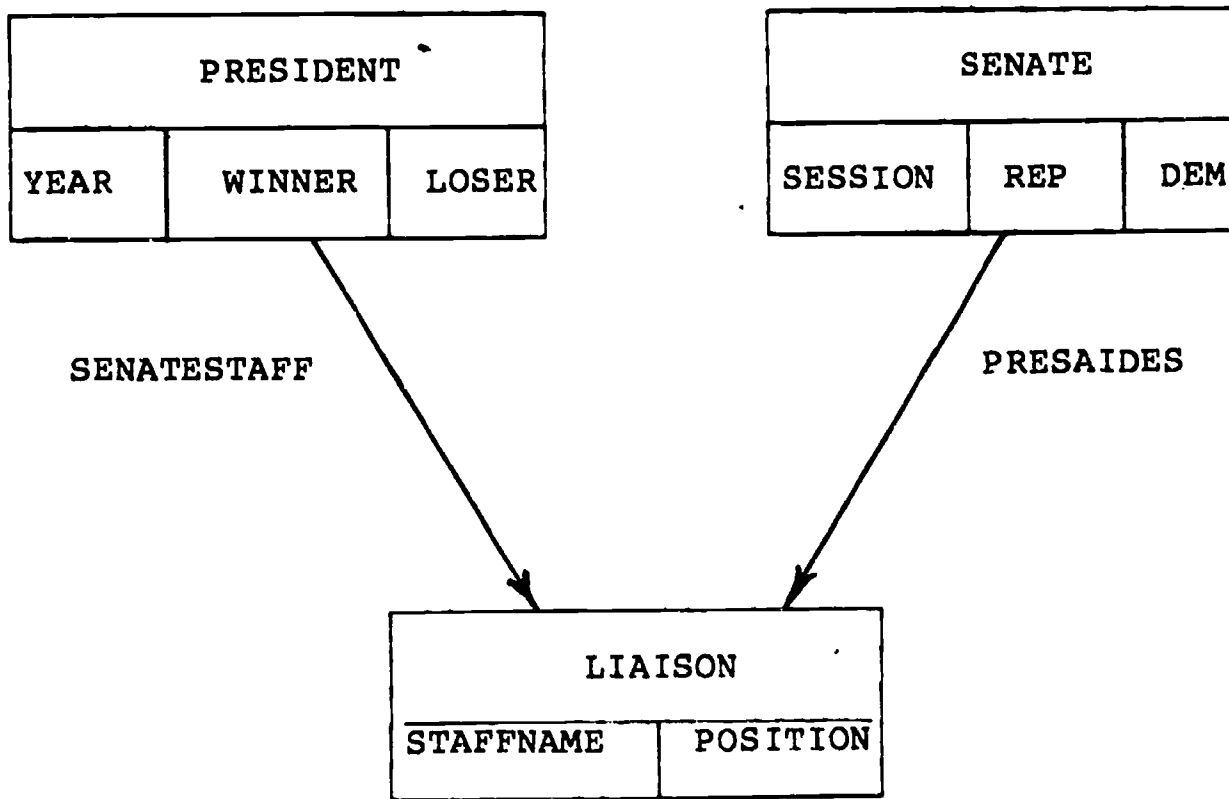 PRESIDENT
YEAR WINNER LOSER
SENATE
SESSION REP DEM
SENATESTAFF
PRESAIDES
LIAISON
STAFFNAME POSITION